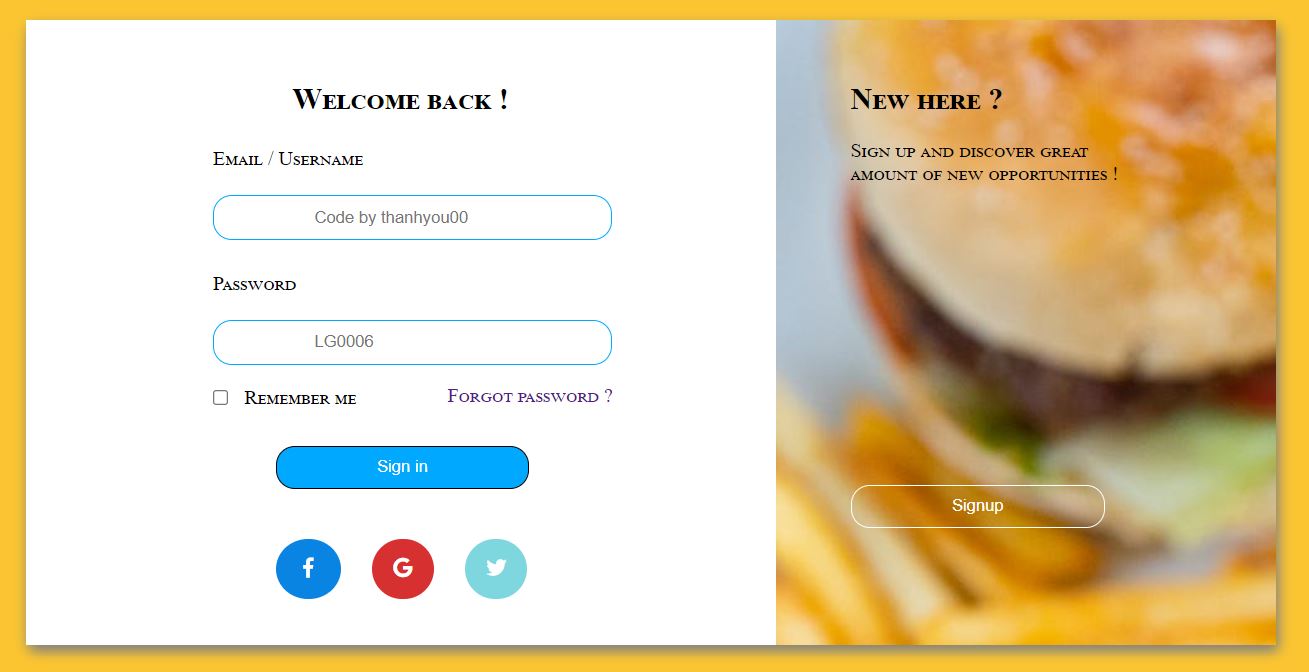 Welcome back !
Email / Username
Code by thanhyou00
Password
LG0006
Remember me
Forgot password ?
Sign in
New here ?
Sign up and discover great
amount of new opportunities !
Signup